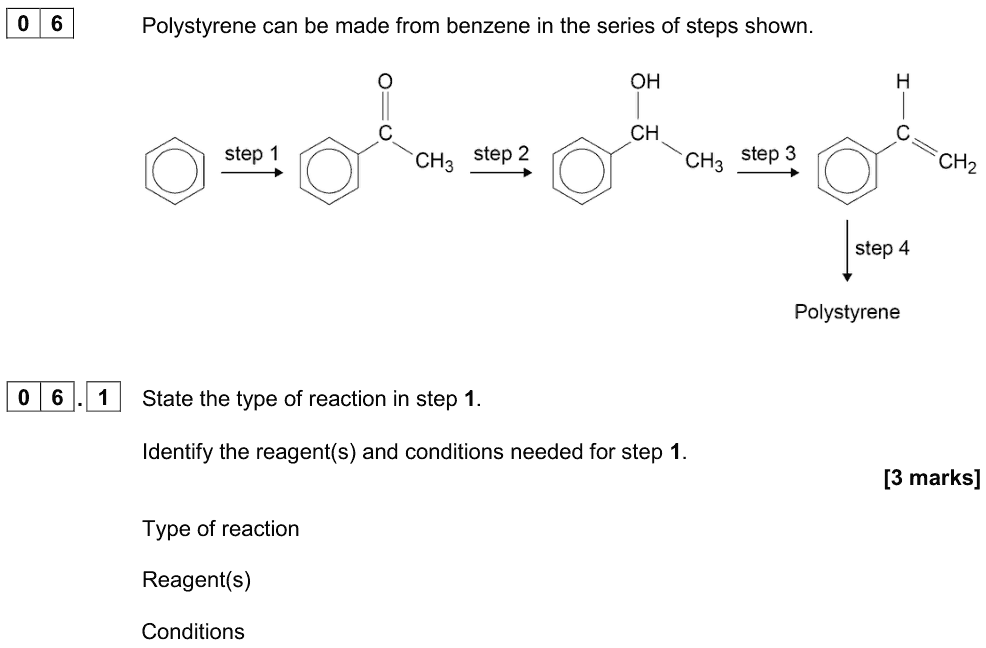 0 6 Polystyrene can be made from benzene in the series of steps shown.
O
C
CH3
OH
CH
CH3
H
C
CH2
step 1
step 2
step 3
step 4
Polystyrene
0 6 . 1 State the type of reaction in step 1.
Identify the reagent(s) and conditions needed for step 1.
[3 marks]
Type of reaction
Reagent(s)
Conditions